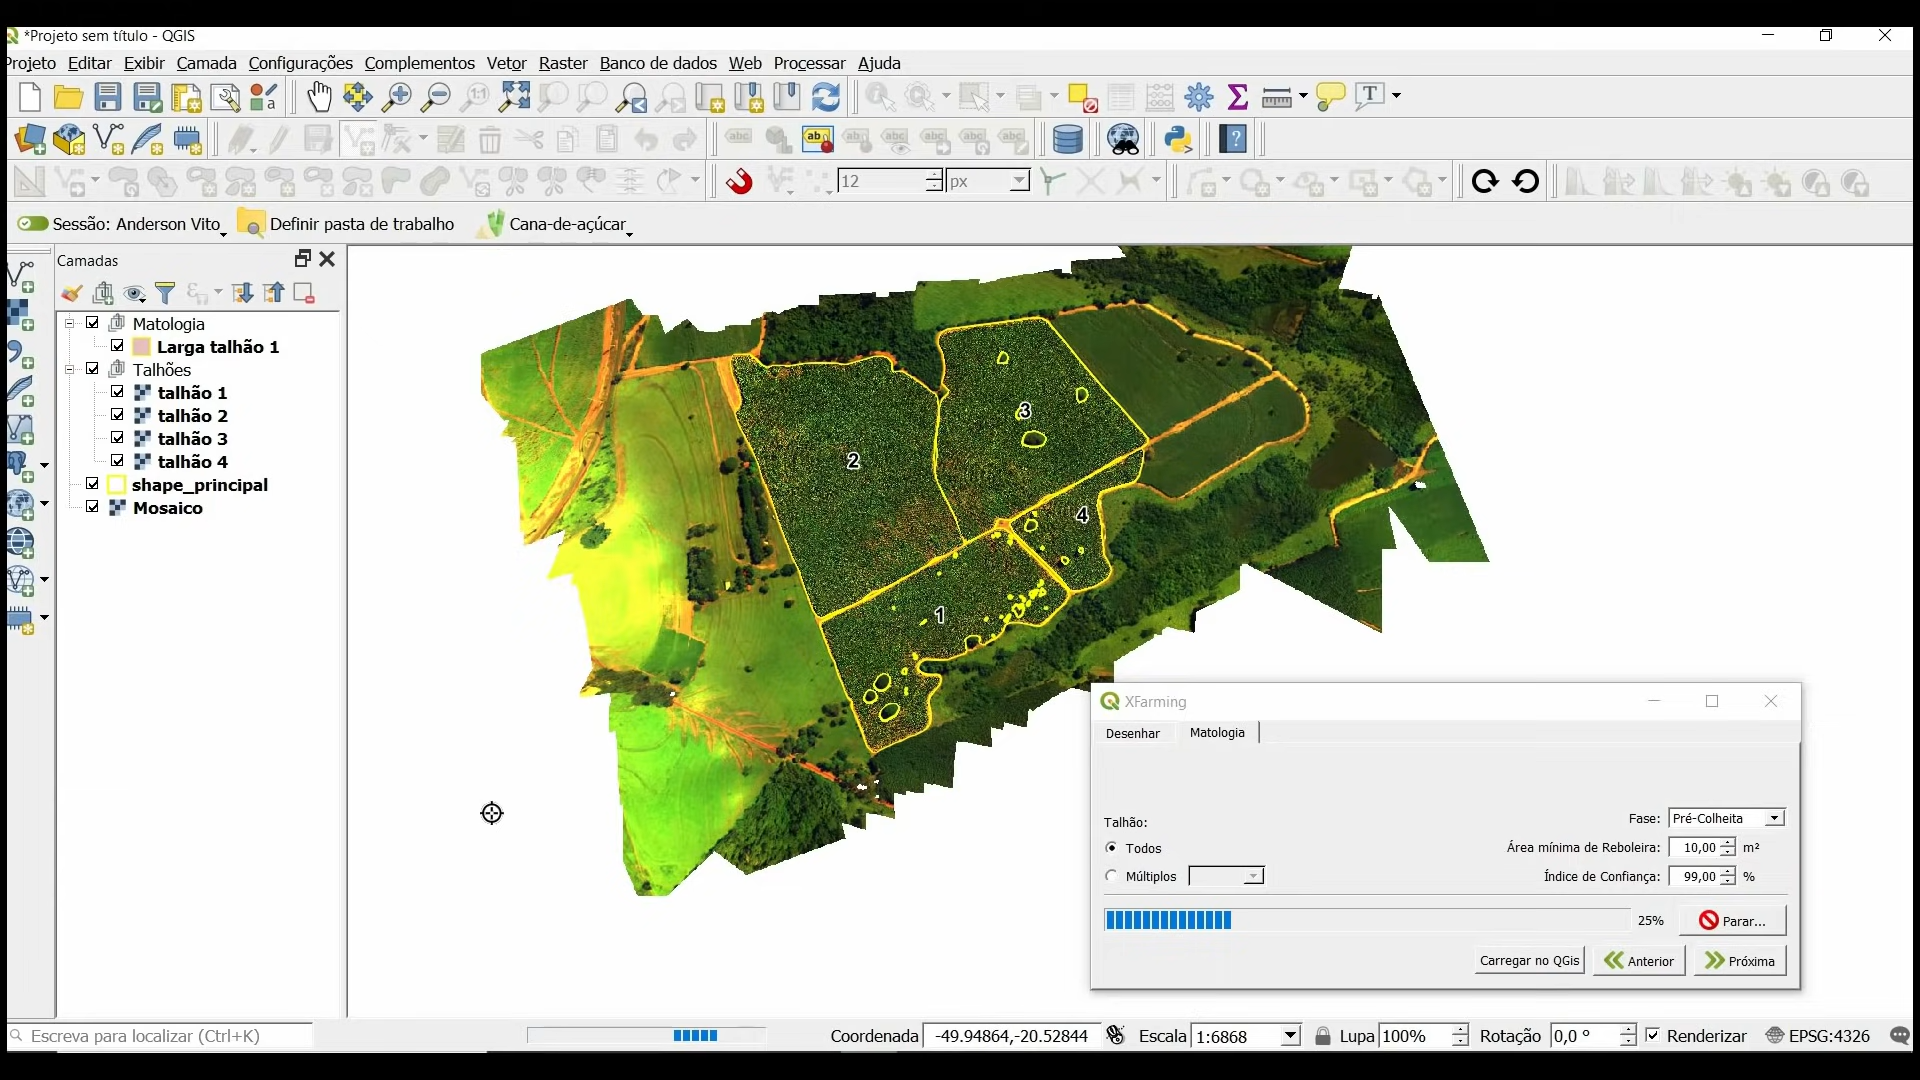 *Projeto sem título - QGIS
Projeto Editar Exibir Camada Configurações Complementos Vetor Raster Banco de dados Web Processar Ajuda
12 px
Sessão: Anderson Vito Definir pasta de trabalho Cana-de-açúcar
Camadas
Matologia
Larga talhão 1
Talhões
talhão 1
talhão 2
talhão 3
talhão 4
shape_principal
Mosaico
3
2
4
1
XFarming
Desenhar Matologia
Talhão:
Fase: Pré-Colheita
Todos
Área mínima de Reboleira: 10,00 m²
Múltiplos
Índice de Confiança: 99,00 %
25% Parar...
Carregar no QGis Anterior Próxima
Escreva para localizar (Ctrl+K) Coordenada -49.94864,-20.52844 Escala 1:6868 Lupa 100% Rotação 0,0 ° Renderizar EPSG:4326